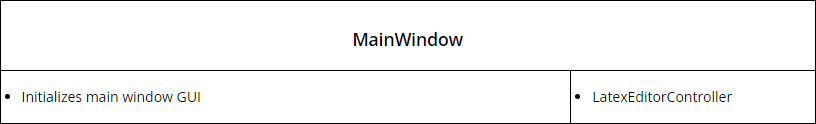 MainWindow
• Initializes main window GUI
• LatexEditorController